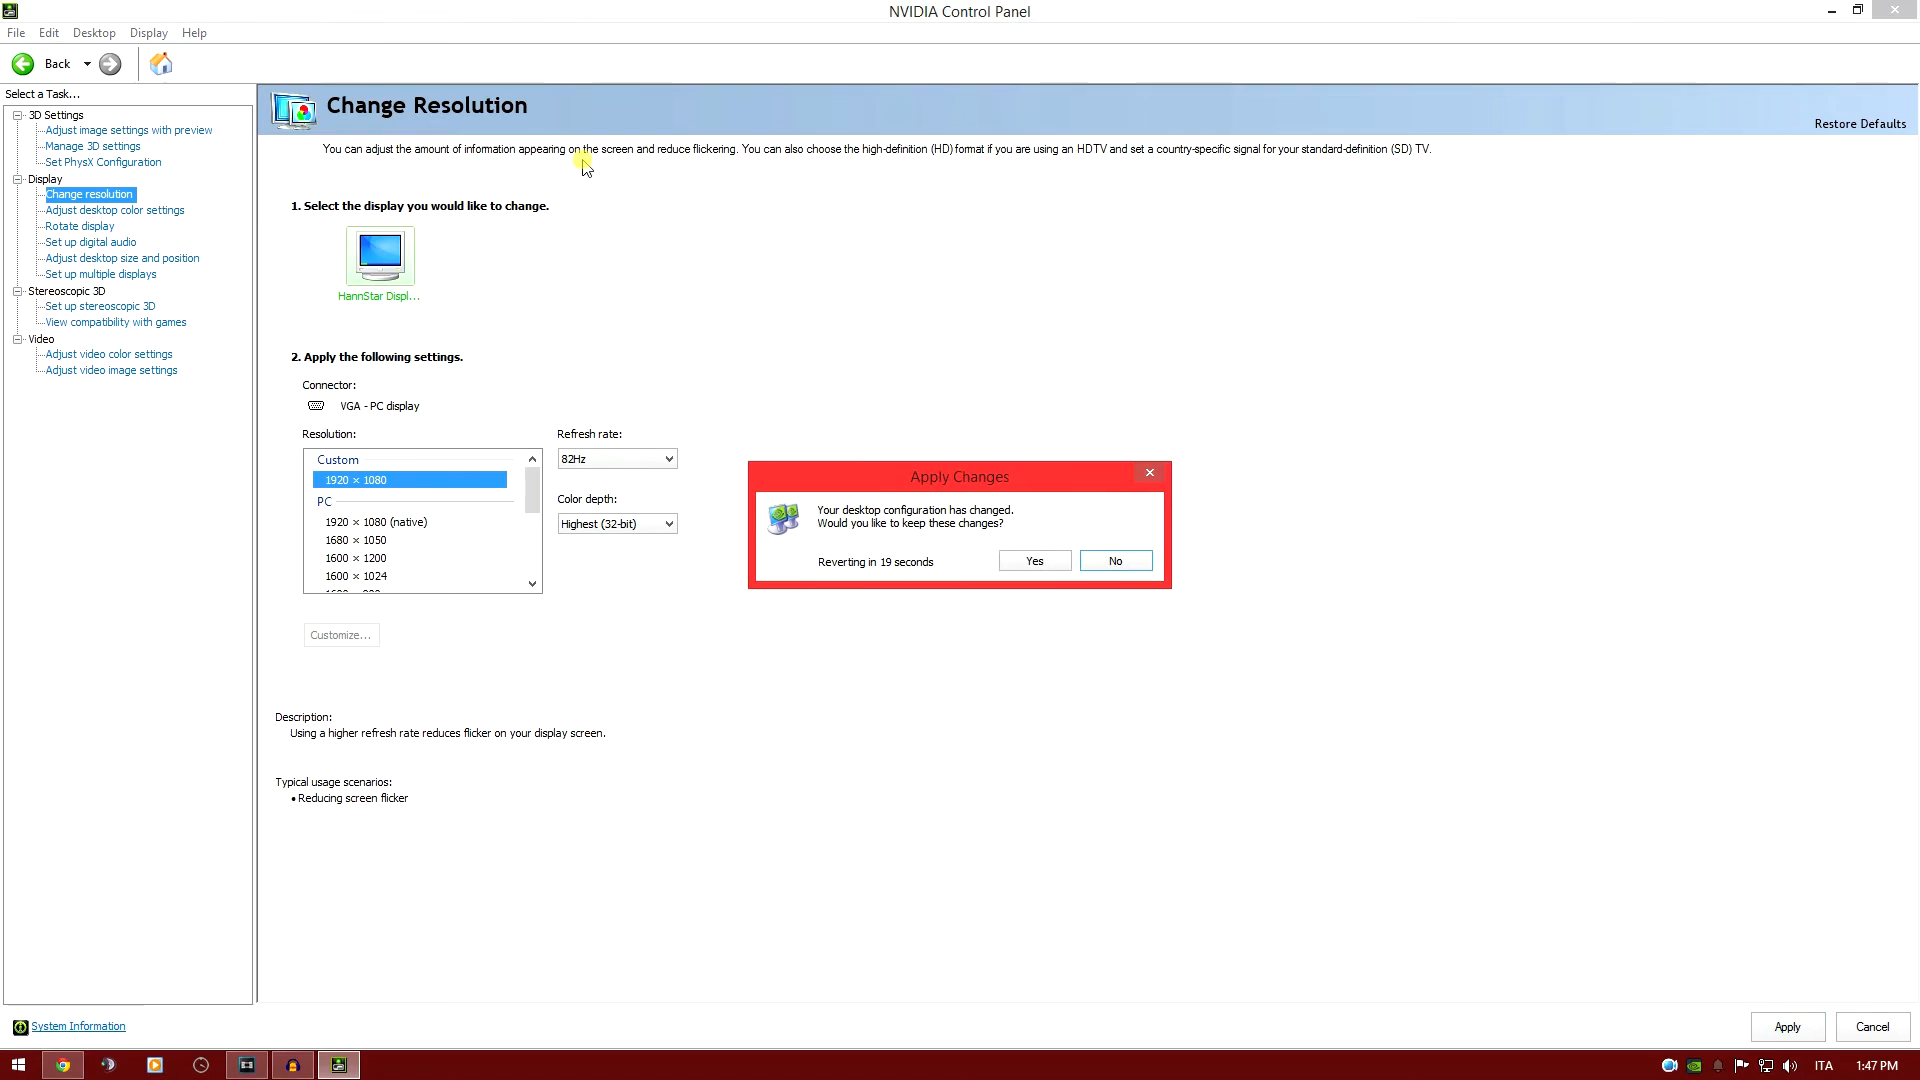 NVIDIA Control Panel
File Edit Desktop Display Help
Back
Select a Task...
3D Settings
Adjust image settings with preview
Manage 3D settings
Set PhysX Configuration
Display
Change resolution
Adjust desktop color settings
Rotate display
Set up digital audio
Adjust desktop size and position
Set up multiple displays
Stereoscopic 3D
Set up stereoscopic 3D
View compatibility with games
Video
Adjust video color settings
Adjust video image settings
Change Resolution
Restore Defaults
You can adjust the amount of information appearing on the screen and reduce flickering. You can also choose the high-definition (HD) format if you are using an HDTV and set a country-specific signal for your standard-definition (SD) TV.
1. Select the display you would like to change.
HannStar Displ...
2. Apply the following settings.
Connector:
VGA - PC display
Resolution:
Custom
1920 × 1080
PC
1920 × 1080 (native)
1680 × 1050
1600 × 1200
1600 × 1024
Refresh rate:
82Hz
Color depth:
Highest (32-bit)
Customize...
Apply Changes
Your desktop configuration has changed.
Would you like to keep these changes?
Reverting in 19 seconds
Yes
No
Description:
Using a higher refresh rate reduces flicker on your display screen.
Typical usage scenarios:
• Reducing screen flicker
System Information
Apply
Cancel
ITA
1:47 PM